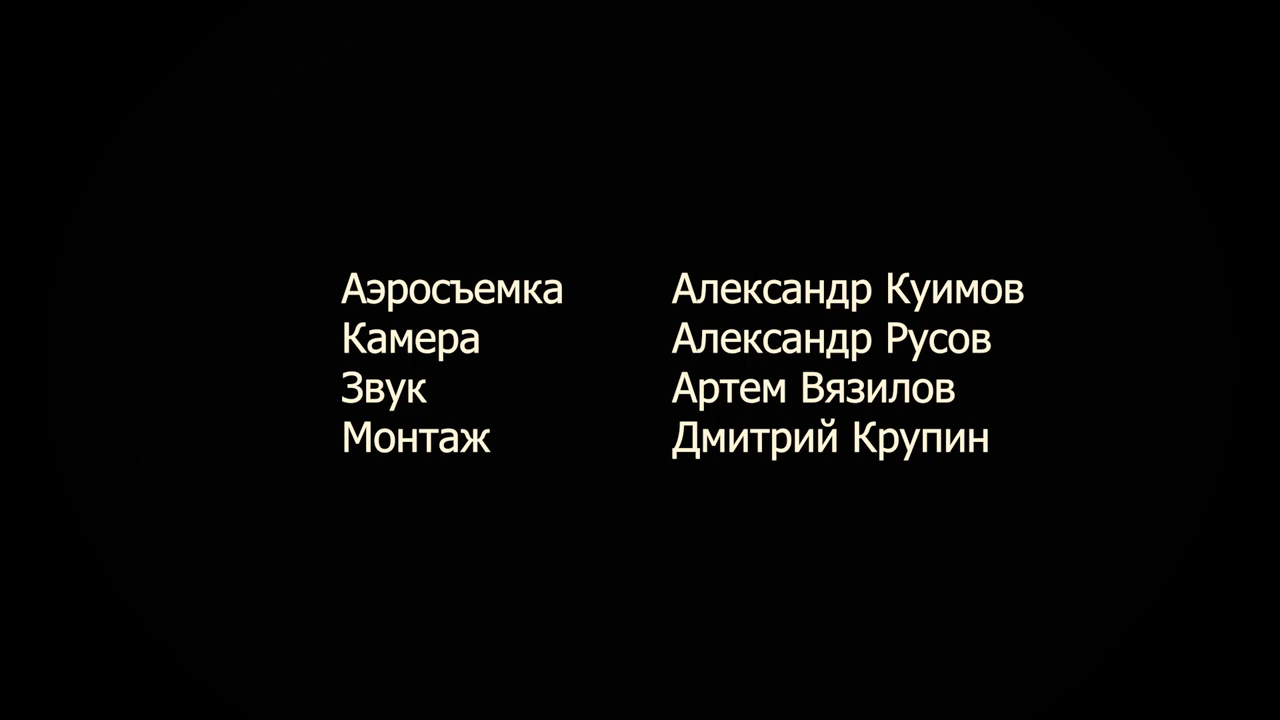 Аэросъемка Александр Куимов
Камера Александр Русов
Звук Артем Вязилов
Монтаж Дмитрий Крупин